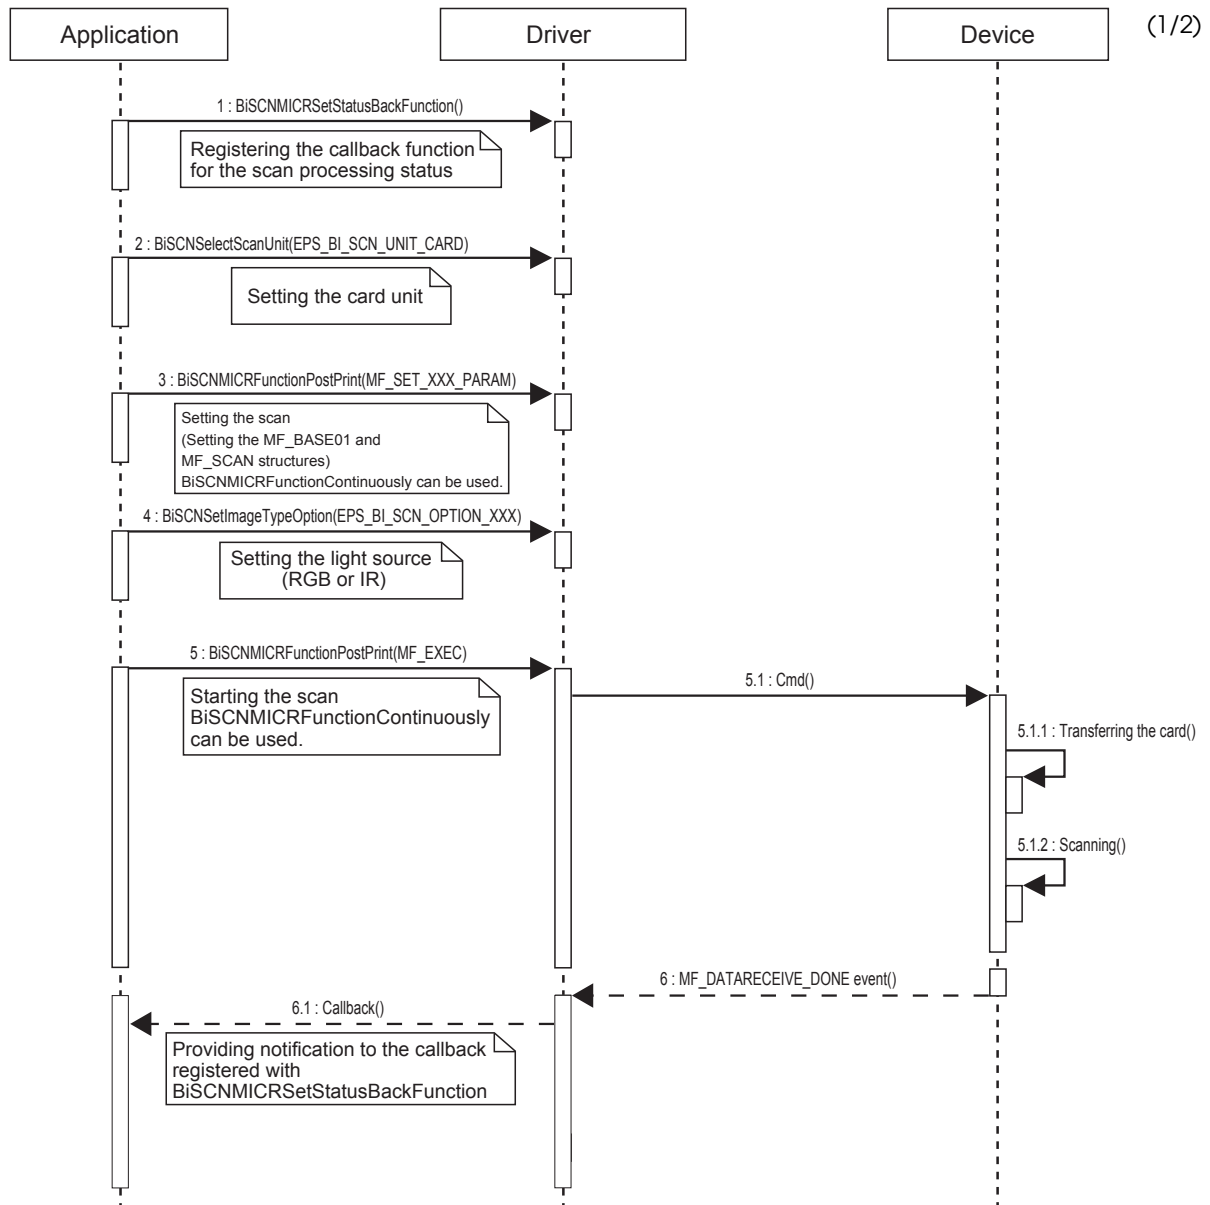 Application
Driver
Device
(1/2)
1 : BiSCNMICRSetStatusBackFunction()
Registering the callback function
for the scan processing status
2 : BiSCNSelectScanUnit(EPS_BI_SCN_UNIT_CARD)
Setting the card unit
3 : BiSCNMICRFunctionPostPrint(MF_SET_XXX_PARAM)
Setting the scan
(Setting the MF_BASE01 and
MF_SCAN structures)
BiSCNMICRFunctionContinuously can be used.
4 : BiSCNSetImageTypeOption(EPS_BI_SCN_OPTION_XXX)
Setting the light source
(RGB or IR)
5 : BiSCNMICRFunctionPostPrint(MF_EXEC)
Starting the scan
BiSCNMICRFunctionContinuously
can be used.
5.1 : Cmd()
5.1.1 : Transferring the card()
5.1.2 : Scanning()
6 : MF_DATARECEIVE_DONE event()
6.1 : Callback()
Providing notification to the callback
registered with
BiSCNMICRSetStatusBackFunction